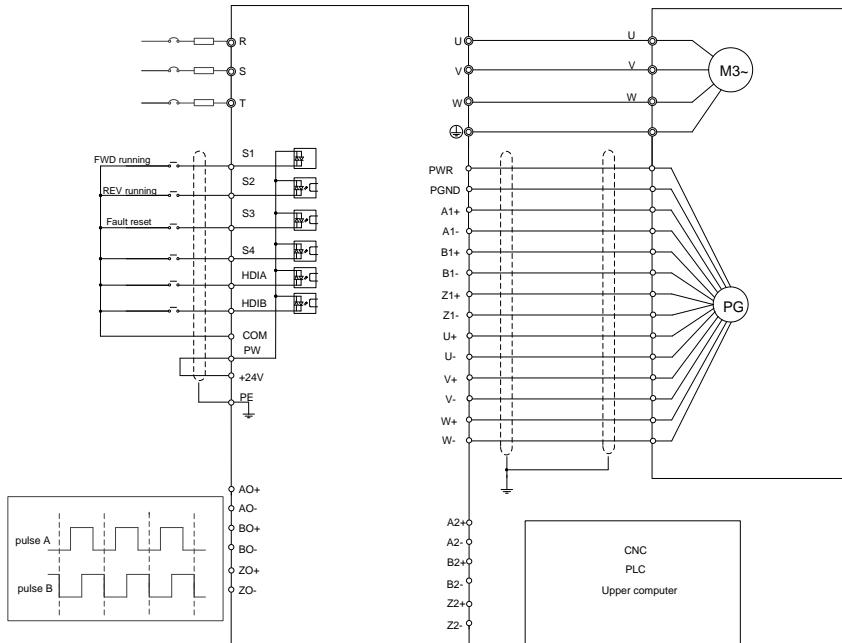 R
S
T
U
V
W
U
V
W
M3~
FWD running
REV running
Fault reset
S1
S2
S3
S4
HDIA
HDIB
COM
PW
+24V
PE
PWR
PGND
A1+
A1-
B1+
B1-
Z1+
Z1-
U+
U-
V+
V-
W+
W-
PG
AO+
AO-
BO+
BO-
ZO+
ZO-
pulse A
pulse B
A2+
A2-
B2+
B2-
Z2+
Z2-
CNC
PLC
Upper computer